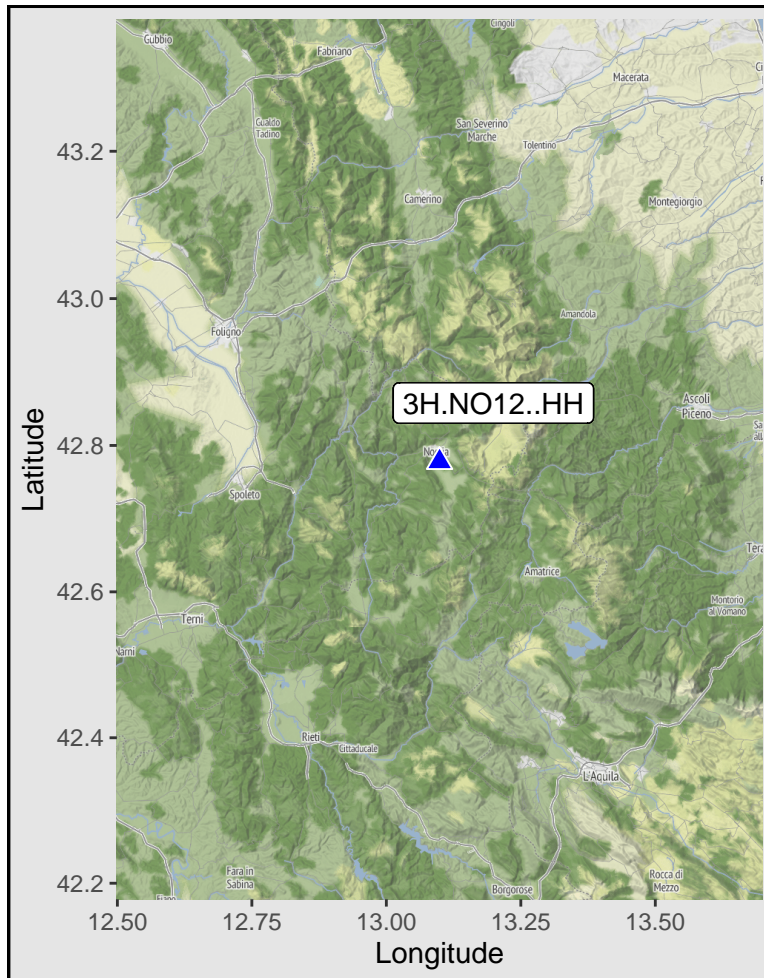 Cingoli
Gubbio
Fabriano
Macerata
Gualdo
Tadino
San Severino
Marche
Tolentino
43.2
Camerino
Montegiorgio
43.0
Amandola
Foligno
3H.NO12..HH
Ascoli
Piceno
42.8
Latitude
Spoleto
Amatrice
42.6
Montorio
al Vomano
Terni
Narni
42.4
Rieti
Cittaducale
L'Aquila
Fara in
Sabina
Rocca di
Mezzo
42.2
Borgorose
12.50 12.75 13.00 13.25 13.50
Longitude